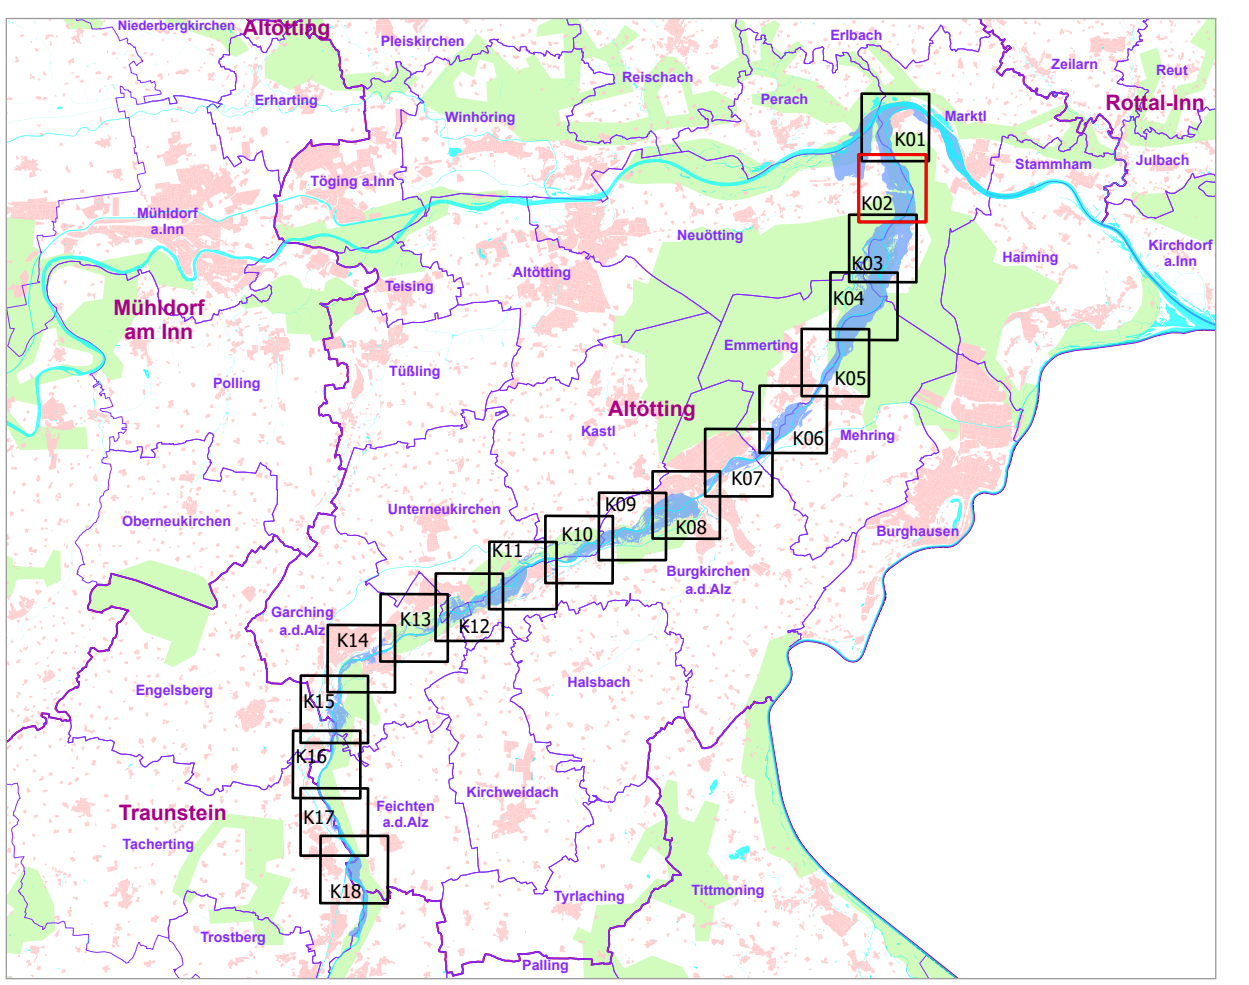 Niederbergkirchen
Altötting
Pleiskirchen
Erlbach
Zeilarn
Reut
Reischach
Erharting
Perach
Rottal-Inn
Winhöring
Marktl
K01
Stammham
Julbach
Töging a.Inn
K02
Mühldorf
a.Inn
Neuötting
Kirchdorf
a.Inn
Haiming
K03
Altötting
Teising
K04
Mühldorf
am Inn
Emmerting
Tüßling
K05
Polling
Altötting
Kastl
K06
Mehring
K07
K09
Unterneukirchen
Oberneukirchen
K08
K10
Burghausen
K11
Burgkirchen
a.d.Alz
Garching
a.d.Alz
K13
K12
K14
Halsbach
Engelsberg
K15
K16
Kirchweidach
Feichten
a.d.Alz
Traunstein
K17
Tacherting
K18
Tittmoning
Tyrlaching
Trostberg
Palling